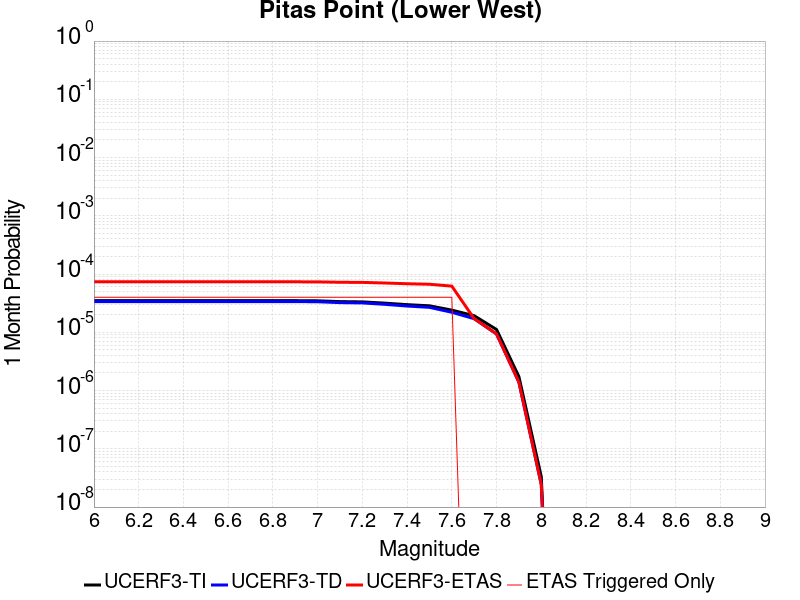 Pitas Point (Lower West)
10^0
10^-1
10^-2
10^-3
10^-4
10^-5
10^-6
10^-7
10^-8
1 Month Probability
6 6.2 6.4 6.6 6.8 7 7.2 7.4 7.6 7.8 8 8.2 8.4 8.6 8.8 9
Magnitude
UCERF3-TI UCERF3-TD UCERF3-ETAS ETAS Triggered Only